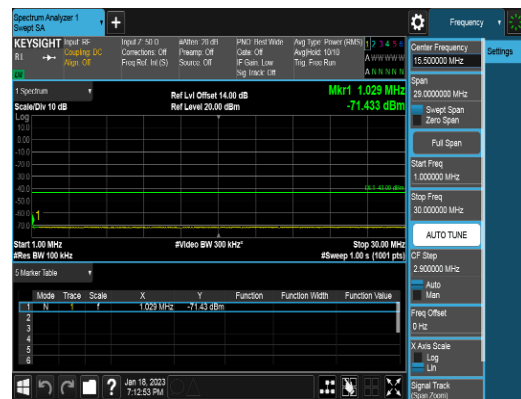 Spectrum Analyzer 1
Swept SA
+
Frequency
KEYSIGHT
R1
Input: RF
Coupling: DC
Align: Off
Input Z: 50 Ω
Corrections: Off
Freq Ref: Int (S)
#Atten: 20 dB
Preamp: Off
Source: Off
PNO: Best Wide
Gate: Off
IF Gain: Low
Sig Track: Off
Avg Type: Power (RMS)
Avg|Hold: 10/10
Trig: Free Run
1 2 3 4 5 6
A W W W W W
A N N N N N
1 Spectrum
Scale/Div 10 dB
Ref Lvl Offset 14.00 dB
Ref Level 20.00 dBm
Mkr1 1.029 MHz
-71.433 dBm
Log
10.0
0.00
-10.0
-20.0
-30.0
-40.0
-50.0
-60.0
-70.0
DL1 -43.00 dBm
1
Start 1.00 MHz
#Res BW 100 kHz
#Video BW 300 kHz*
Stop 30.00 MHz
#Sweep 1.00 s (1001 pts)
5 Marker Table
Mode Trace Scale X Y Function Function Width Function Value
1 N 1 f 1.029 MHz -71.43 dBm
2
3
4
5
6
Jan 18, 2023
7:12:53 PM
Center Frequency
15.500000 MHz
Settings
Span
29.0000000 MHz
Swept Span
Zero Span
Full Span
Start Freq
1.000000 MHz
Stop Freq
30.000000 MHz
AUTO TUNE
CF Step
2.900000 MHz
Auto
Man
Freq Offset
0 Hz
X Axis Scale
Log
Lin
Signal Track
(Span Zoom)